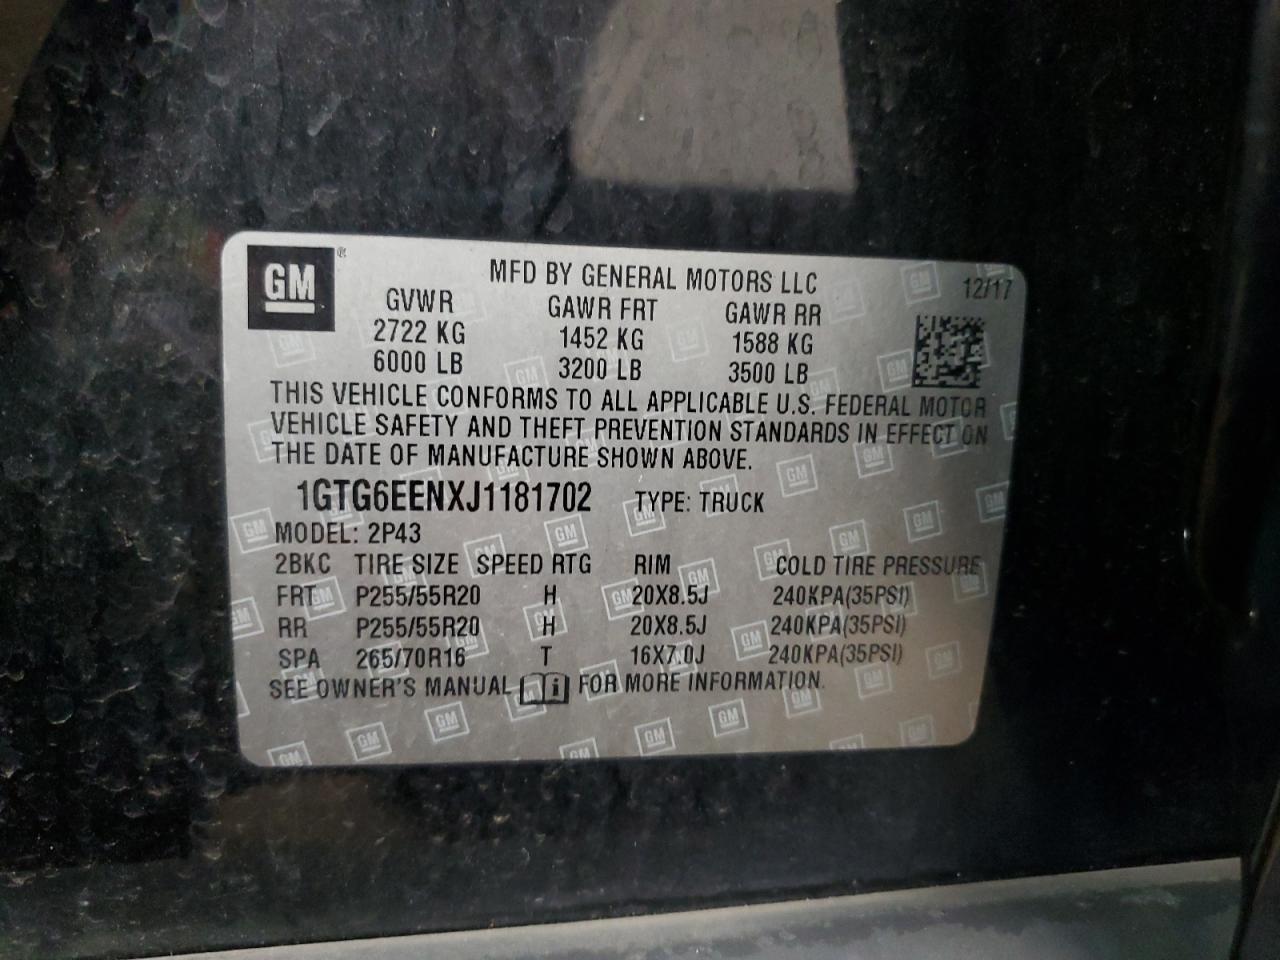 GM ®
MFD BY GENERAL MOTORS LLC 12/17
GVWR GAWR FRT GAWR RR
2722 KG 1452 KG 1588 KG
6000 LB 3200 LB 3500 LB
THIS VEHICLE CONFORMS TO ALL APPLICABLE U.S. FEDERAL MOTOR
VEHICLE SAFETY AND THEFT PREVENTION STANDARDS IN EFFECT ON
THE DATE OF MANUFACTURE SHOWN ABOVE.
1GTG6EENXJ1181702 TYPE: TRUCK
MODEL: 2P43
2BKC TIRE SIZE SPEED RTG RIM COLD TIRE PRESSURE
FRT P255/55R20 H 20X8.5J 240KPA(35PSI)
RR P255/55R20 H 20X8.5J 240KPA(35PSI)
SPA 265/70R16 T 16X7.0J 240KPA(35PSI)
SEE OWNER'S MANUAL i FOR MORE INFORMATION.